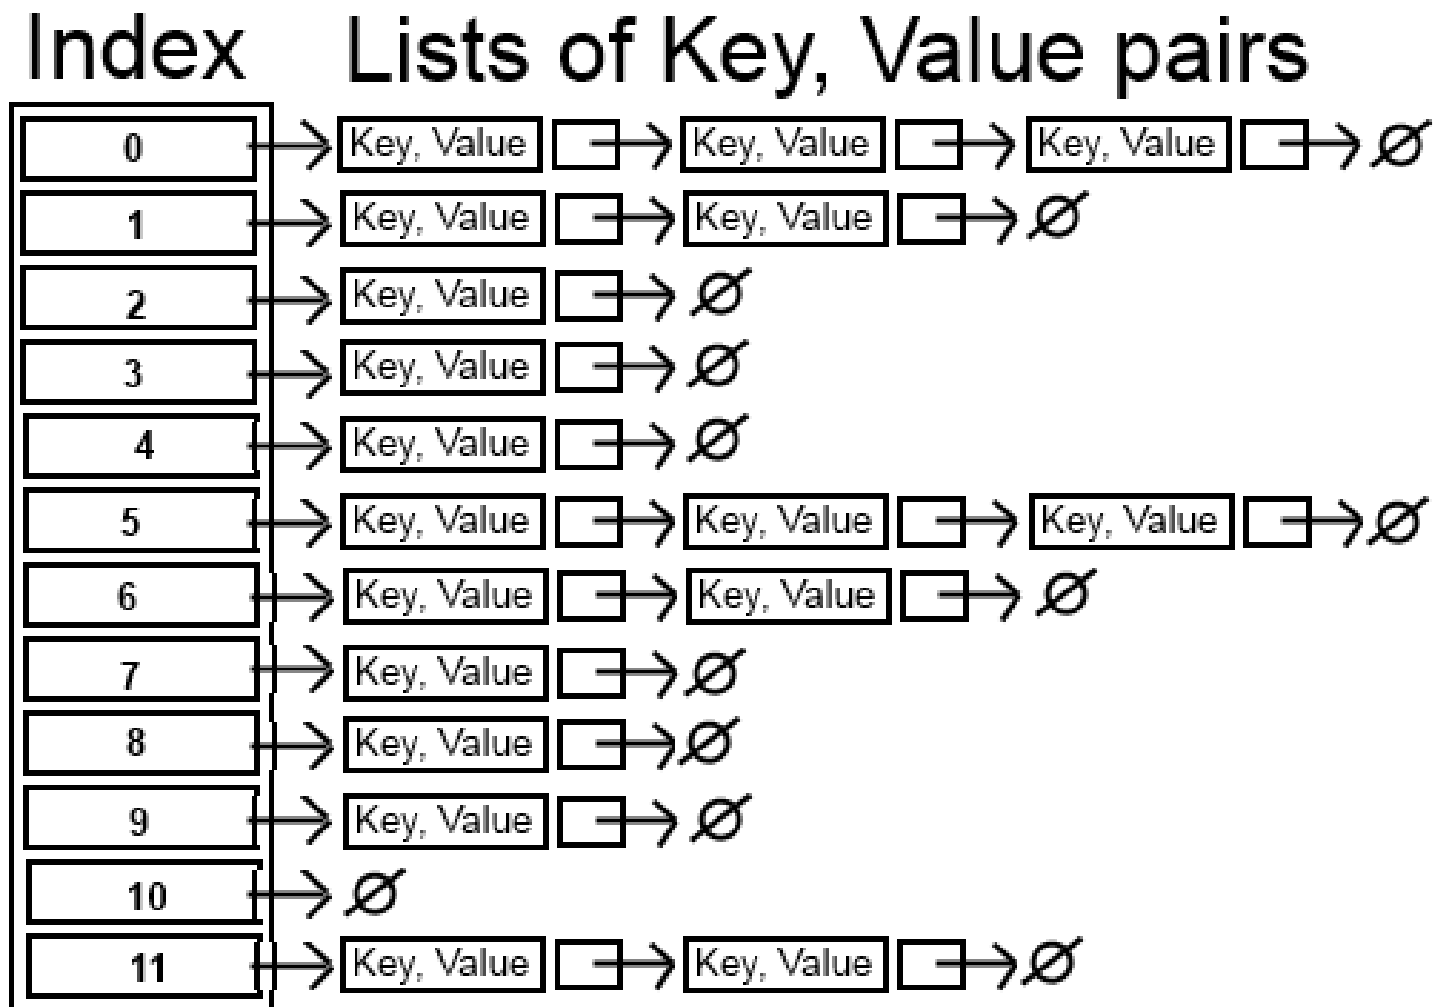 Index Lists of Key, Value pairs
0 Key, Value Key, Value Key, Value Ø
1 Key, Value Key, Value Ø
2 Key, Value Ø
3 Key, Value Ø
4 Key, Value Ø
5 Key, Value Key, Value Key, Value Ø
6 Key, Value Key, Value Ø
7 Key, Value Ø
8 Key, Value Ø
9 Key, Value Ø
10 Ø
11 Key, Value Key, Value Ø